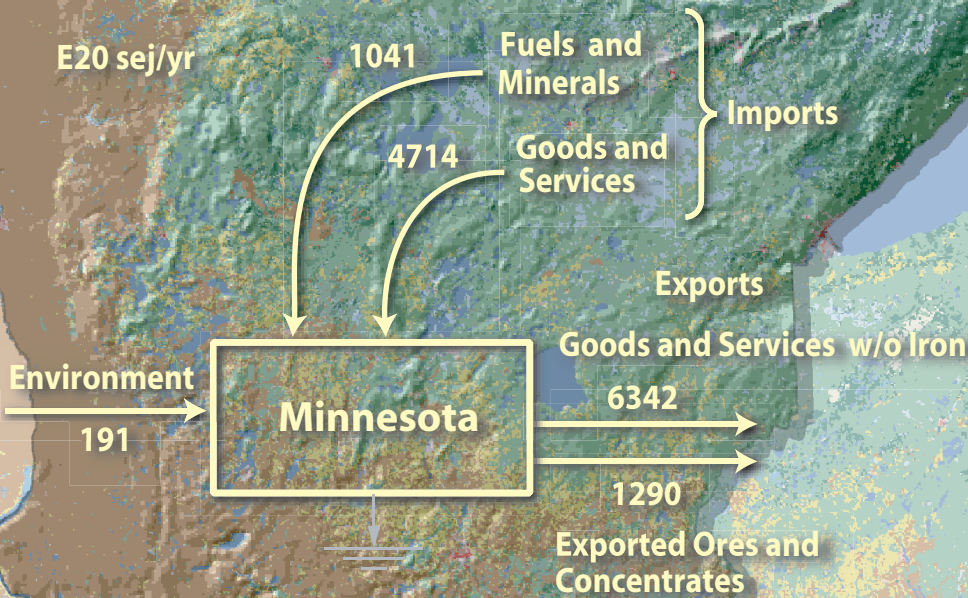 E20 sej/yr
1041
Fuels and
Minerals
Imports
4714
Goods and
Services
Exports
Goods and Services w/o Iron
Environment
191
Minnesota
6342
1290
Exported Ores and
Concentrates